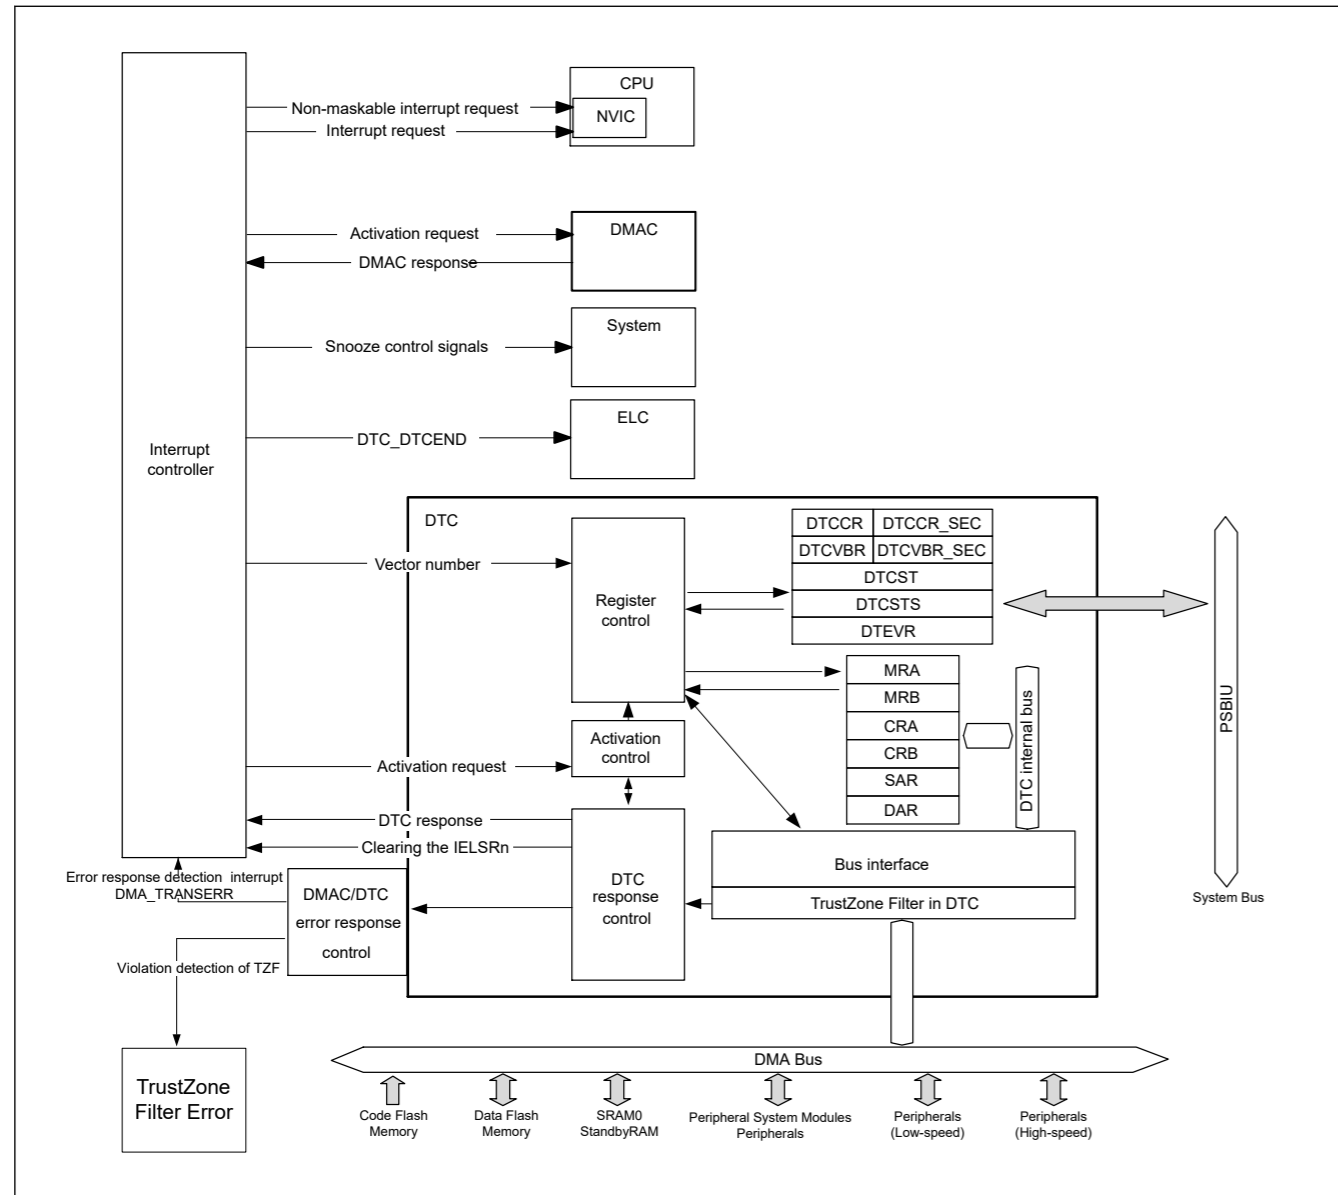 CPU
NVIC
Non-maskable interrupt request
Interrupt request
DMAC
Activation request
DMAC response
System
Snooze control signals
ELC
DTC_DTCEND
Interrupt
controller
DTC
Vector number
Register
control
DTCCR
DTCCR_SEC
DTCVBR
DTCVBR_SEC
DTCST
DTCSTS
DTEVR
MRA
MRB
CRA
CRB
SAR
DAR
DTC internal bus
PSBIU
System Bus
Activation
control
Activation request
DTC response
Clearing the IELSRn
DTC
response
control
Bus interface
TrustZone Filter in DTC
Error response detection interrupt
DMA_TRANSERR
DMAC/DTC
error response
control
Violation detection of TZF
TrustZone
Filter Error
DMA Bus
Code Flash
Memory
Data Flash
Memory
SRAM0
StandbyRAM
Peripheral System Modules
Peripherals
Peripherals
(Low-speed)
Peripherals
(High-speed)